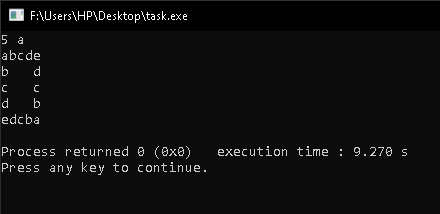 F:\Users\HP\Desktop\task.exe
5 a
abcde
b   d
c   c
d   b
edcba

Process returned 0 (0x0)   execution time : 9.270 s
Press any key to continue.